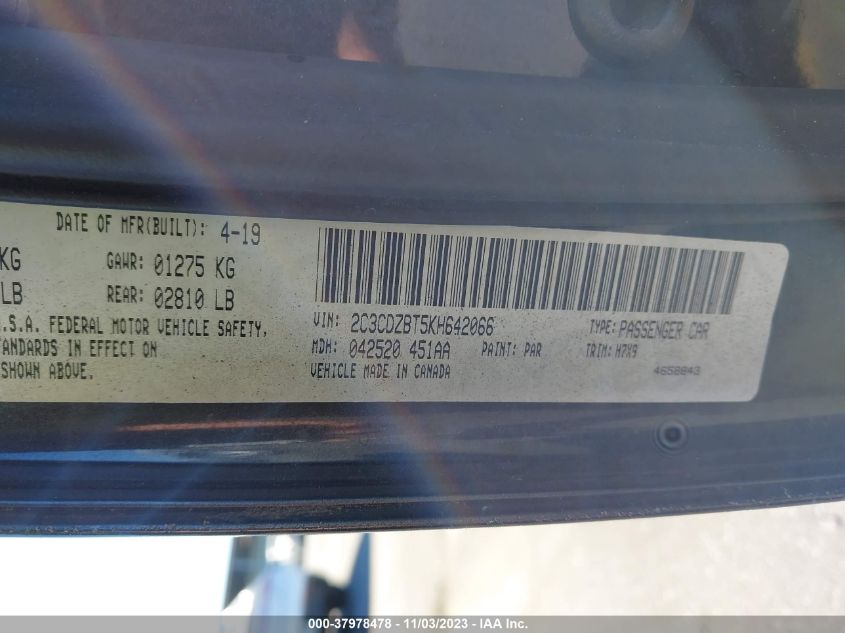 DATE OF MFR(BUILT): 4-19
KG GAWR: 01275 KG
LB REAR: 02810 LB
.S.A. FEDERAL MOTOR VEHICLE SAFETY,
TANDARDS IN EFFECT ON
SHOWN ABOVE.
VIN: 2C3CDZBT5KH642066 TYPE: PASSENGER CAR
MDH: 042520 451AA PAINT: PAR TRIM: H7X9
VEHICLE MADE IN CANADA 4658843
000-37978478 - 11/03/2023 - IAA Inc.